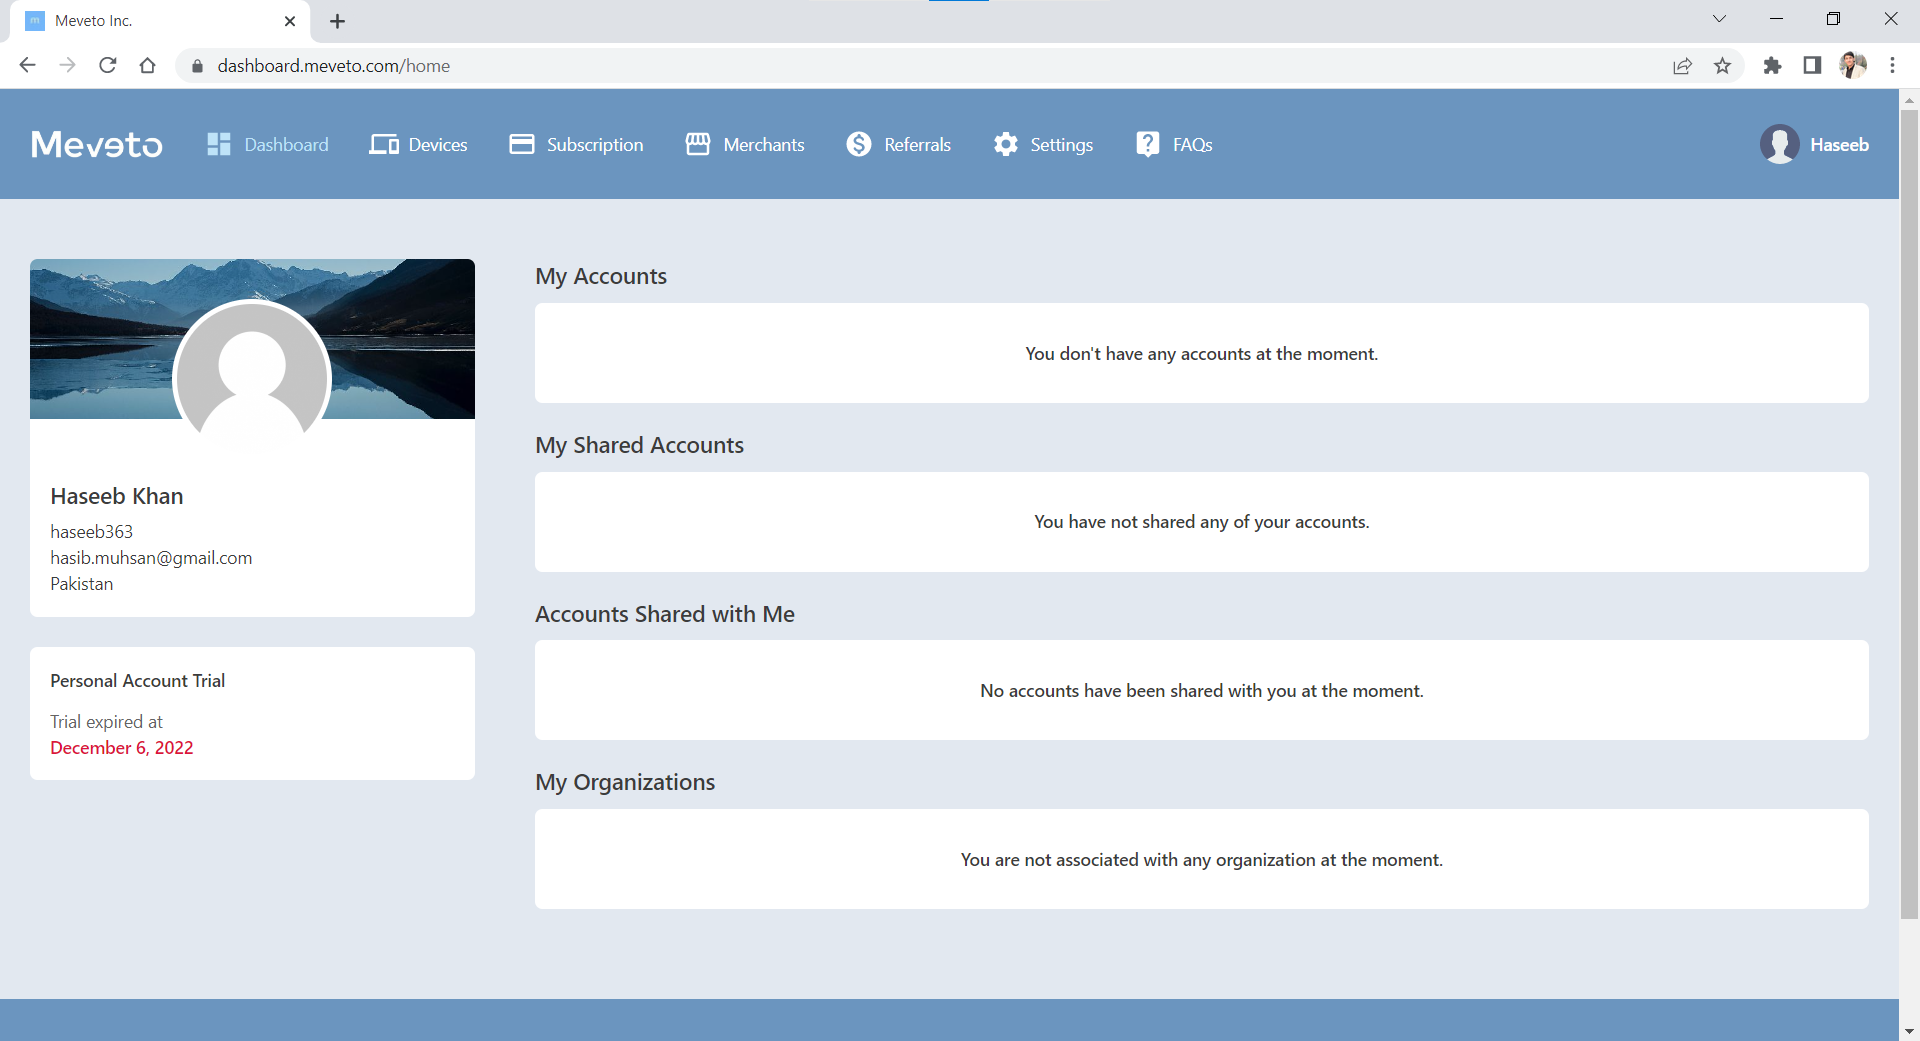 Meveto Inc.
dashboard.meveto.com/home
Meveto
Dashboard
Devices
Subscription
Merchants
Referrals
Settings
FAQs
Haseeb
Haseeb Khan
haseeb363
hasib.muhsan@gmail.com
Pakistan
Personal Account Trial
Trial expired at
December 6, 2022
My Accounts
You don't have any accounts at the moment.
My Shared Accounts
You have not shared any of your accounts.
Accounts Shared with Me
No accounts have been shared with you at the moment.
My Organizations
You are not associated with any organization at the moment.